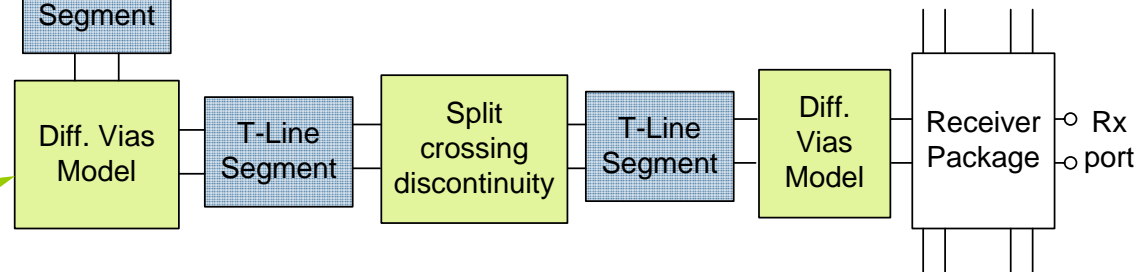 Segment
Diff. Vias
Model
T-Line
Segment
Split
crossing
discontinuity
T-Line
Segment
Diff.
Vias
Model
Receiver
Package
Rx
port